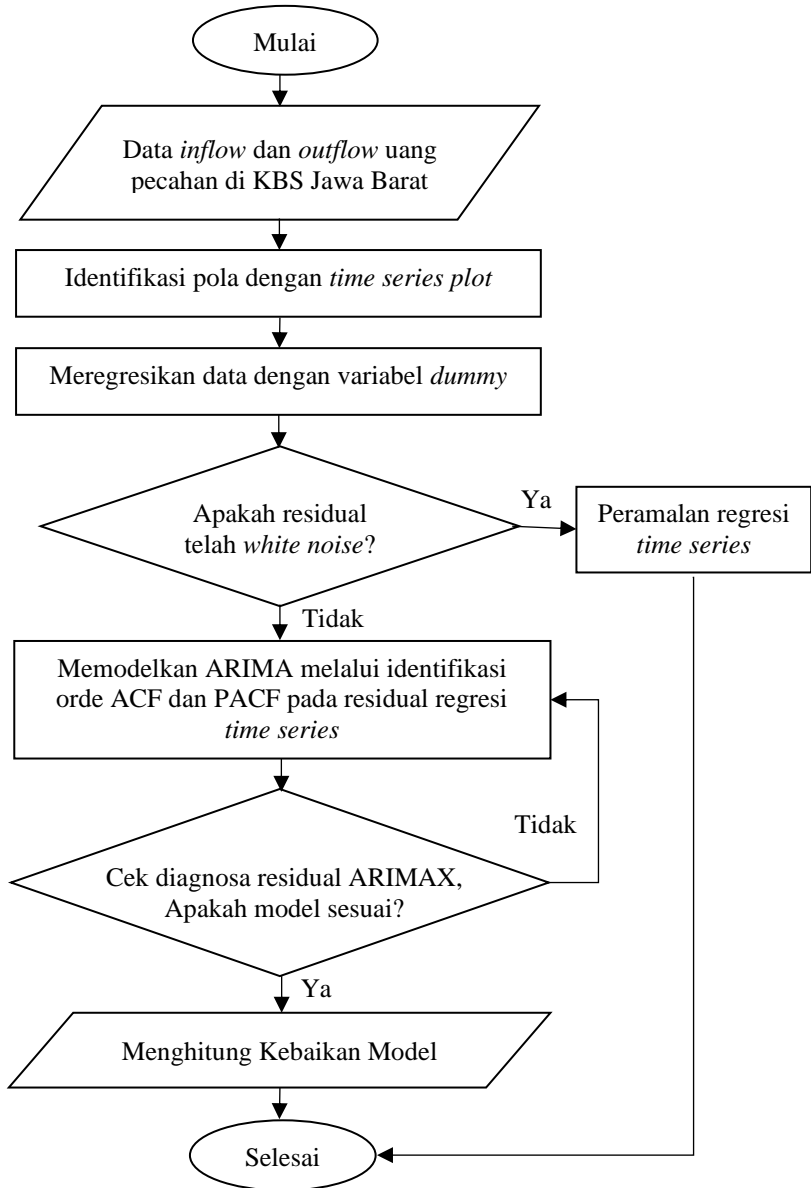 Mulai
Data inflow dan outflow uang
pecahan di KBS Jawa Barat
Identifikasi pola dengan time series plot
Meregresikan data dengan variabel dummy
Apakah residual
telah white noise?
Ya
Peramalan regresi
time series
Tidak
Memodelkan ARIMA melalui identifikasi
orde ACF dan PACF pada residual regresi
time series
Tidak
Cek diagnosa residual ARIMAX,
Apakah model sesuai?
Ya
Menghitung Kebaikan Model
Selesai